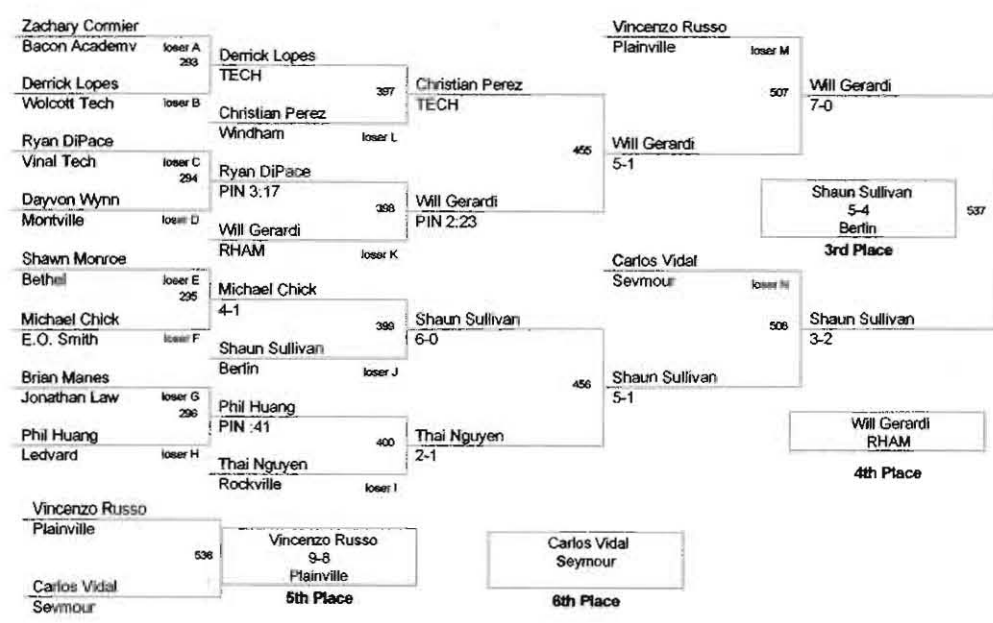 Zachary Cormier
Bacon Academy loser A
293
Derrick Lopes
Wolcott Tech loser B
Ryan DiPace
Vinal Tech loser C
294
Dayvon Wynn
Montville loser D
Shawn Monroe
Bethel loser E
295
Michael Chick
E.O. Smith loser F
Brian Manes
Jonathan Law loser G
296
Phil Huang
Ledyard loser H
Derrick Lopes
TECH
397
Christian Perez
Windham loser L
Ryan DiPace
PIN 3:17
398
Will Gerardi
RHAM loser K
Michael Chick
4-1
399
Shaun Sullivan
Berlin loser J
Phil Huang
PIN :41
400
Thai Nguyen
Rockville loser I
Christian Perez
TECH
455
Will Gerardi
PIN 2:23
Shaun Sullivan
6-0
456
Thai Nguyen
2-1
Vincenzo Russo
Plainville loser M
507
Will Gerardi
5-1
Carlos Vidal
Seymour loser N
508
Shaun Sullivan
5-1
Will Gerardi
7-0
Shaun Sullivan
5-4
Berlin
537
3rd Place
Shaun Sullivan
3-2
Will Gerardi
RHAM
4th Place
Vincenzo Russo
Plainville
536
Carlos Vidal
Seymour
Vincenzo Russo
9-8
Plainville
5th Place
Carlos Vidal
Seymour
6th Place